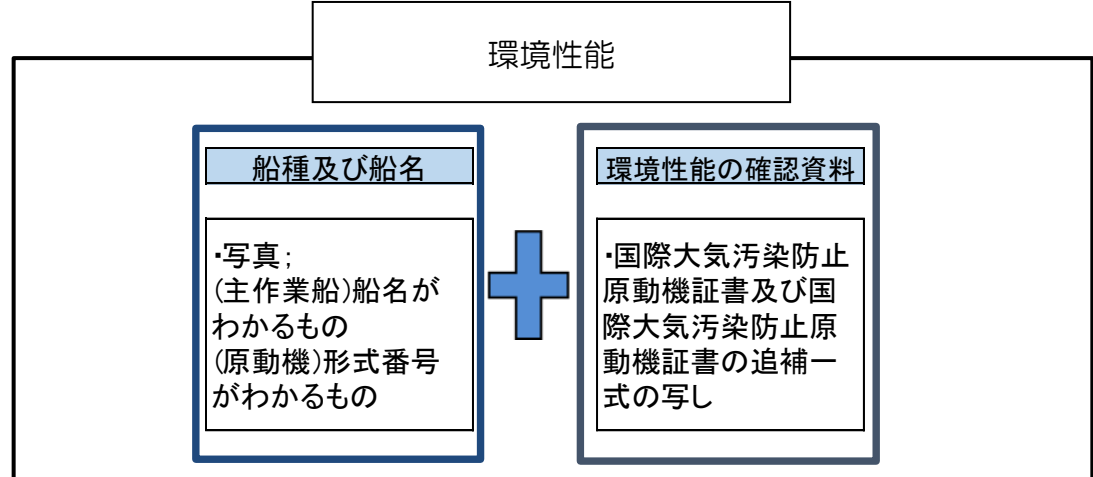 環境性能
船種及び船名
・写真;
(主作業船)船名が
わかるもの
(原動機)形式番号
がわかるもの
環境性能の確認資料
・国際大気汚染防止
原動機証書及び国
際大気汚染防止原
動機証書の追補一
式の写し